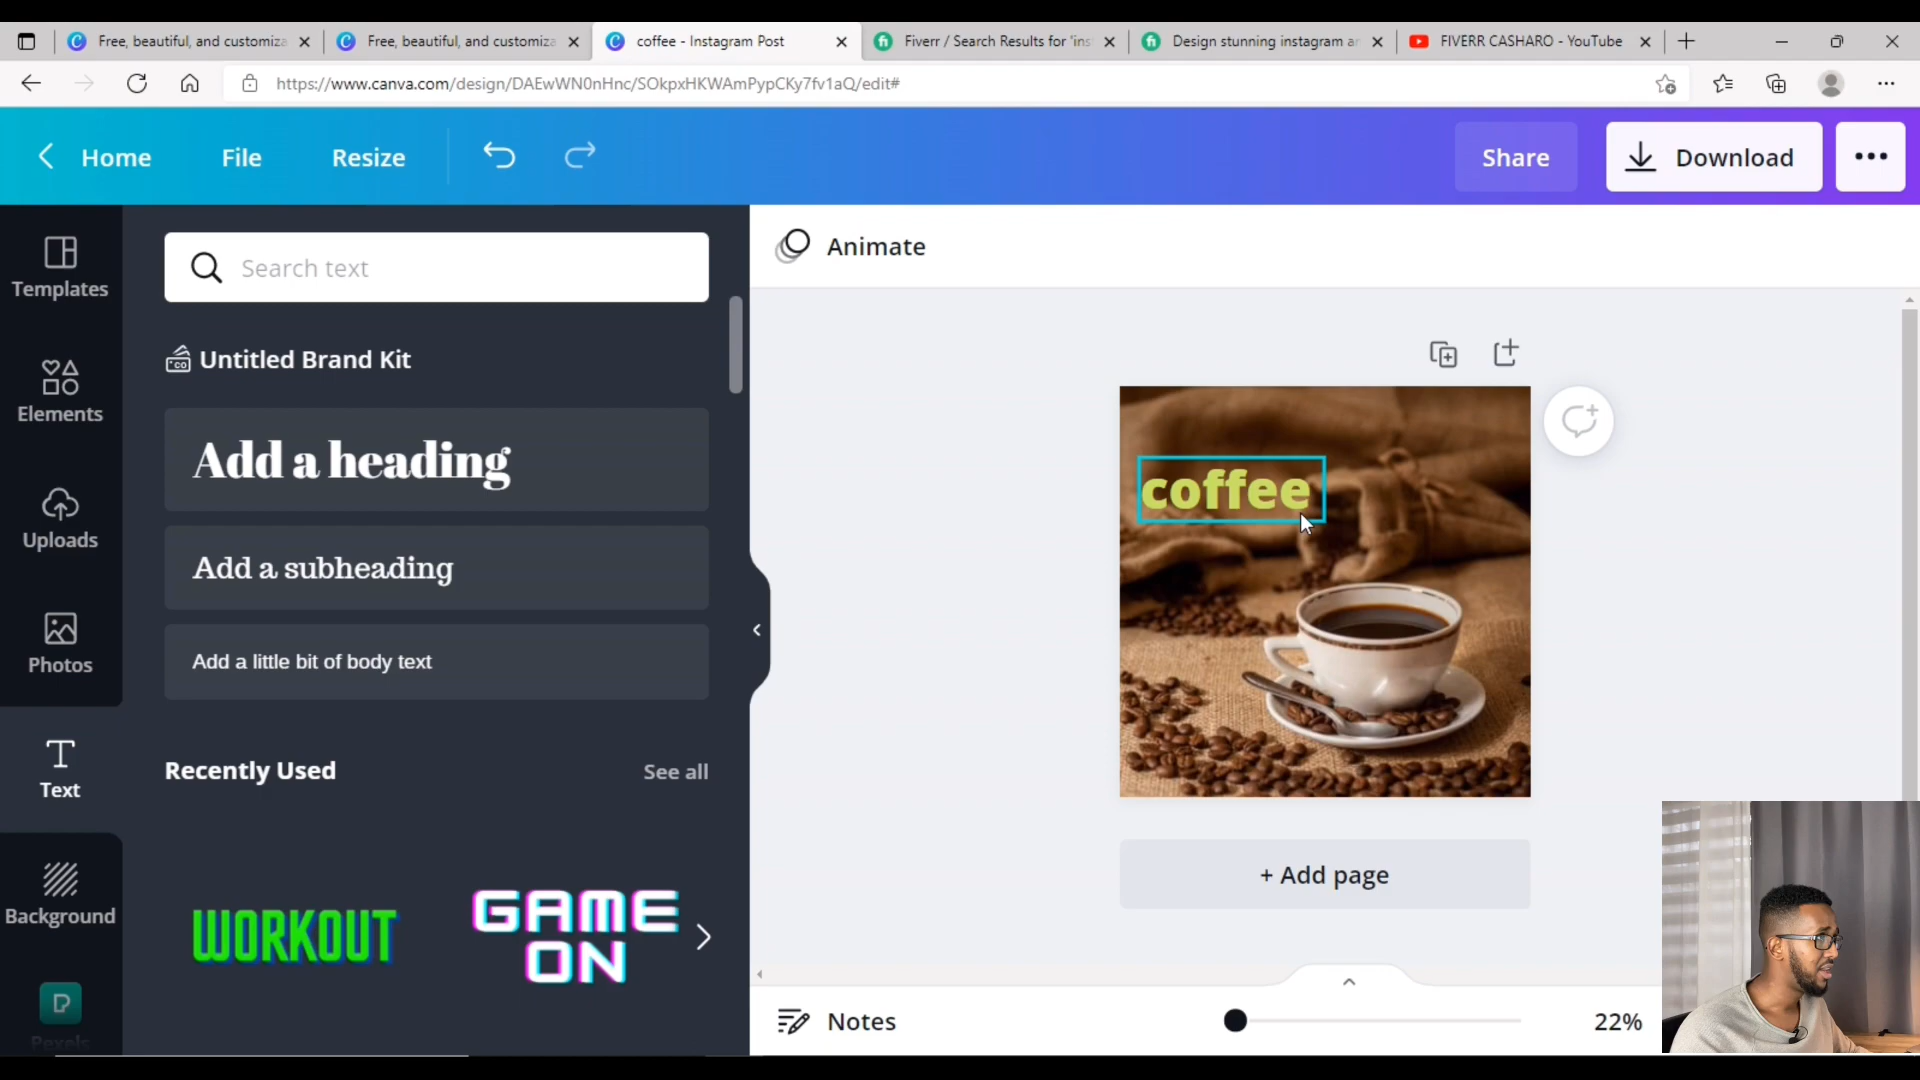 Free, beautiful, and customiza
Free, beautiful, and customiza
coffee - Instagram Post
Fiverr / Search Results for 'ins
Design stunning instagram a
FIVERR CASHARO - YouTube
https://www.canva.com/design/DAEwWN0nHnc/SOkpxHKWAmPypCKy7fv1aQ/edit#
Home
File
Resize
Share
Download
Templates
Elements
Uploads
Photos
Text
Background
Pexels
Search text
Untitled Brand Kit
Add a heading
Add a subheading
Add a little bit of body text
Recently Used
See all
WORKOUT
GAME
ON
Animate
coffee
+ Add page
Notes
22%